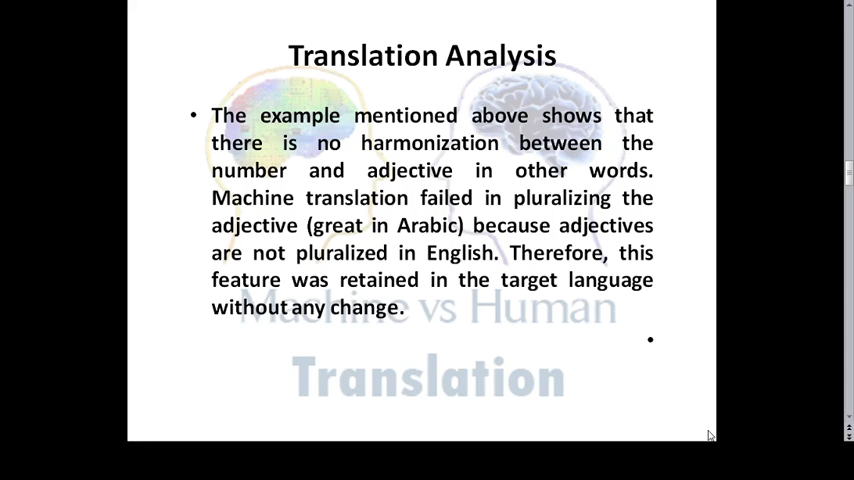 Translation Analysis
• The example mentioned above shows that
there is no harmonization between the
number and adjective in other words.
Machine translation failed in pluralizing the
adjective (great in Arabic) because adjectives
are not pluralized in English. Therefore, this
feature was retained in the target language
without any change.
•
Machine vs Human
Translation